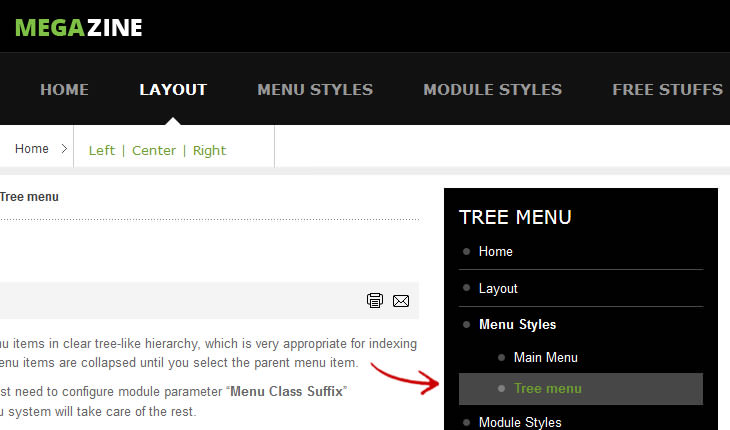 MEGAZINE
HOME LAYOUT MENU STYLES MODULE STYLES FREE STUFFS
Home Left | Center | Right
Tree menu
items in clear tree-like hierarchy, which is very appropriate for indexing
items are collapsed until you select the parent menu item.
need to configure module parameter “Menu Class Suffix”
system will take care of the rest.
TREE MENU
Home
Layout
Menu Styles
Main Menu
Tree menu
Module Styles